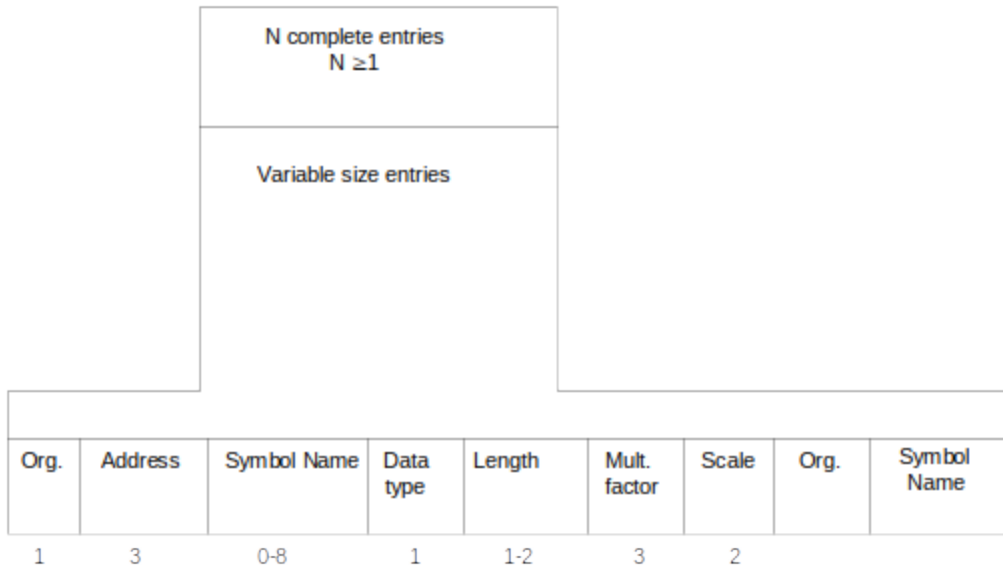 N complete entries
N ≥1
Variable size entries
Org. Address Symbol Name Data type Length Mult. factor Scale Org. Symbol Name
1 3 0-8 1 1-2 3 2